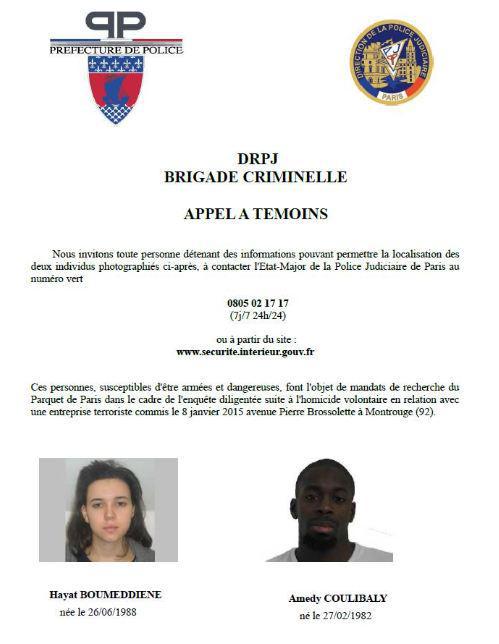 PP
PREFECTURE DE POLICE
DIRECTION DE LA POLICE JUDICIAIRE
PARIS
DRPJ
BRIGADE CRIMINELLE
APPEL A TEMOINS
Nous invitons toute personne détenant des informations pouvant permettre la localisation des
deux individus photographiés ci-après, à contacter l'Etat-Major de la Police Judiciaire de Paris au
numéro vert
0805 02 17 17
(7j/7 24h/24)
ou à partir du site :
www.securite.interieur.gouv.fr
Ces personnes, susceptibles d'être armées et dangereuses, font l'objet de mandats de recherche du
Parquet de Paris dans le cadre de l'enquête diligentée suite à l'homicide volontaire en relation avec
une entreprise terroriste commis le 8 janvier 2015 avenue Pierre Brossolette à Montrouge (92).
Hayat BOUMEDDIENE
née le 26/06/1988
Amedy COULIBALY
né le 27/02/1982